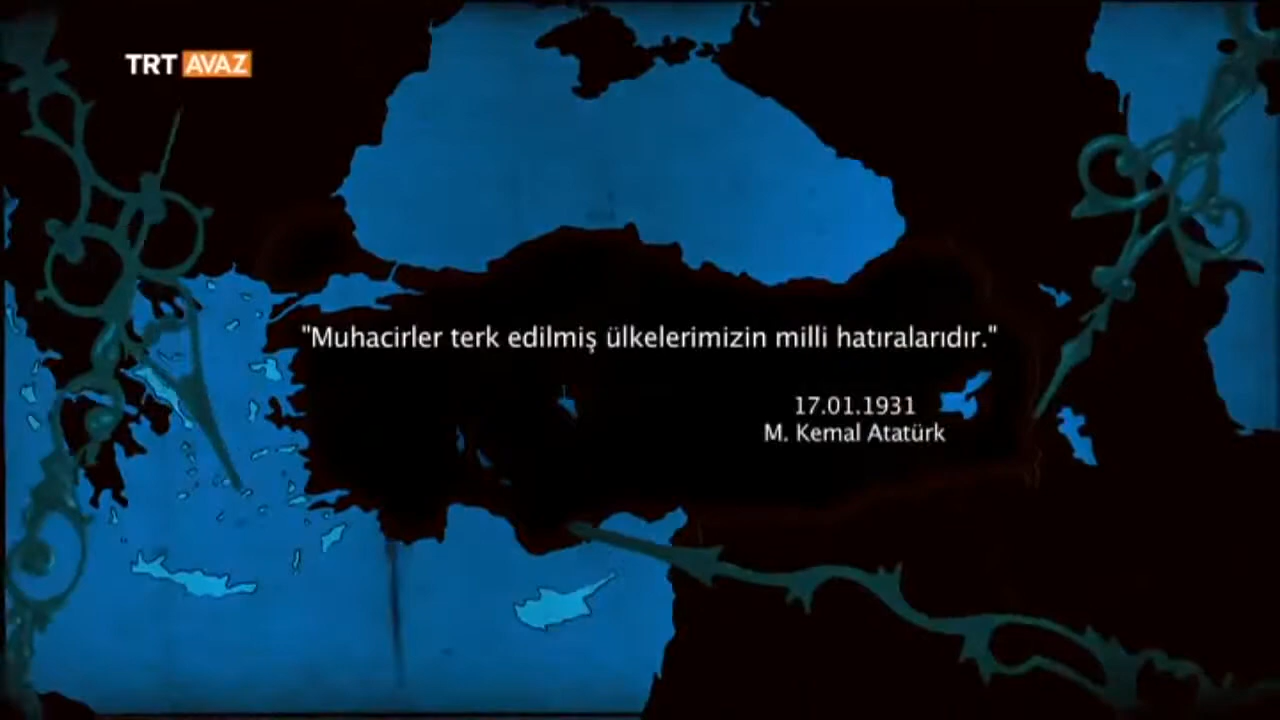 TRT AVAZ
"Muhacirler terk edilmiş ülkelerimizin milli hatıralarıdır."
17.01.1931
M. Kemal Atatürk